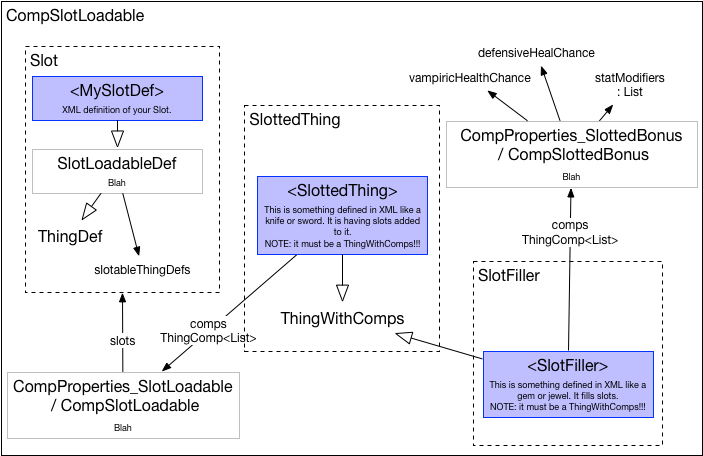 CompSlotLoadable
Slot
<MySlotDef>
XML definition of your Slot.
SlotLoadableDef
Blah
ThingDef
slotableThingDefs
slots
CompProperties_SlotLoadable
/ CompSlotLoadable
Blah
SlottedThing
<SlottedThing>
This is something defined in XML like a
knife or sword. It is having slots added
to it.
NOTE: it must be a ThingWithComps!!!
comps
ThingComp<List>
ThingWithComps
defensiveHealChance
vampiricHealthChance
statModifiers
: List
CompProperties_SlottedBonus
/ CompSlottedBonus
Blah
comps
ThingComp<List>
SlotFiller
<SlotFiller>
This is something defined in XML like a
gem or jewel. It fills slots.
NOTE: it must be a ThingWithComps!!!